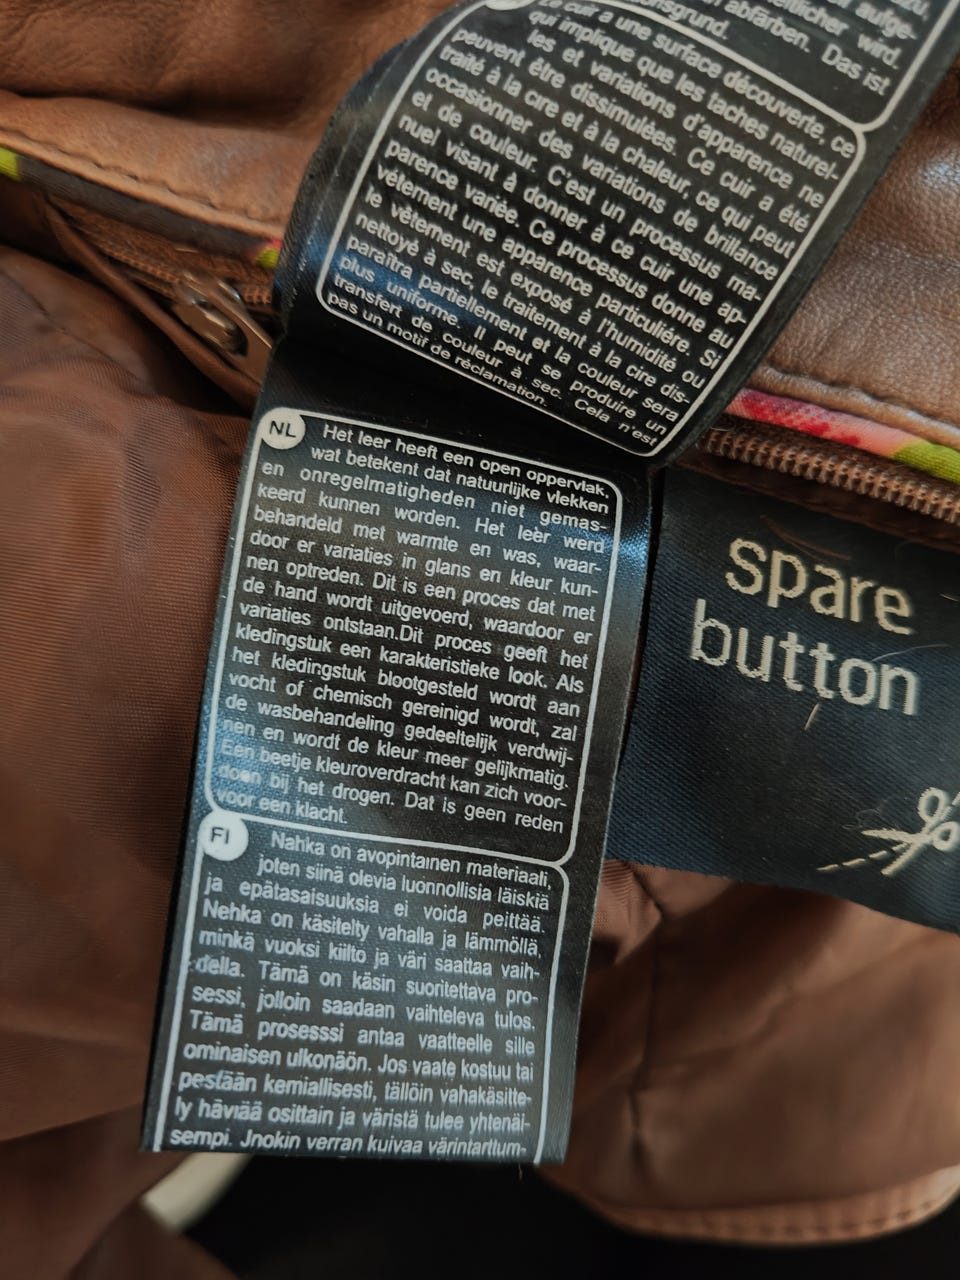 aufge-
wird
abfärben. Das ist
Le cuir a une surface découverte, ce
qui implique que les taches naturel-
les et variations d'apparence ne
peuvent être dissimulées. Ce cuir a été
traité à la cire et à la chaleur, ce qui peut
occasionner des variations de brillance
et de couleur. C'est un processus ma-
nuel visant à donner à ce cuir une ap-
parence variée. Ce processus donne au
vêtement une apparence particulière. Si
le vêtement est exposé à l'humidité ou
nettoyé à sec, le traitement à la cire dis-
paraîtra partiellement et la couleur sera
plus uniforme. Il peut se produire un
transfert de couleur à sec. Cela n'est
pas un motif de réclamation.
NL
Het leer heeft een open oppervlak,
wat betekent dat natuurlijke vlekken
en onregelmatigheden niet gemas-
keerd kunnen worden. Het leer werd
behandeld met warmte en was, waar-
door er variaties in glans en kleur kun-
nen optreden. Dit is een proces dat met
de hand wordt uitgevoerd, waardoor er
variaties ontstaan.Dit proces geeft het
kledingstuk een karakteristieke look. Als
het kledingstuk blootgesteld wordt aan
vocht of chemisch gereinigd wordt, zal
de wasbehandeling gedeeltelijk verdwij-
nen en wordt de kleur meer gelijkmatig.
Een beetje kleuroverdracht kan zich voor-
doen bij het drogen. Dat is geen reden
voor een klacht.
FI
Nahka on avopintainen materiaali,
joten siinä olevia luonnollisia läiskiä
ja epätasaisuuksia ei voida peittää.
Nehka on käsitelty vahalla ja lämmöllä,
minkä vuoksi kiilto ja väri saattaa vaih-
della. Tämä on käsin suoritettava pro-
sessi, jolloin saadaan vaihteleva tulos.
Tämä prosesssi antaa vaatteelle sille
ominaisen ulkonäön. Jos vaate kostuu tai
pestään kemiallisesti, tällöin vahakäsitte-
ly häviää osittain ja väristä tulee yhtenäi-
sempi. Jnokin verran kuivaa värintarttum-
spare
button